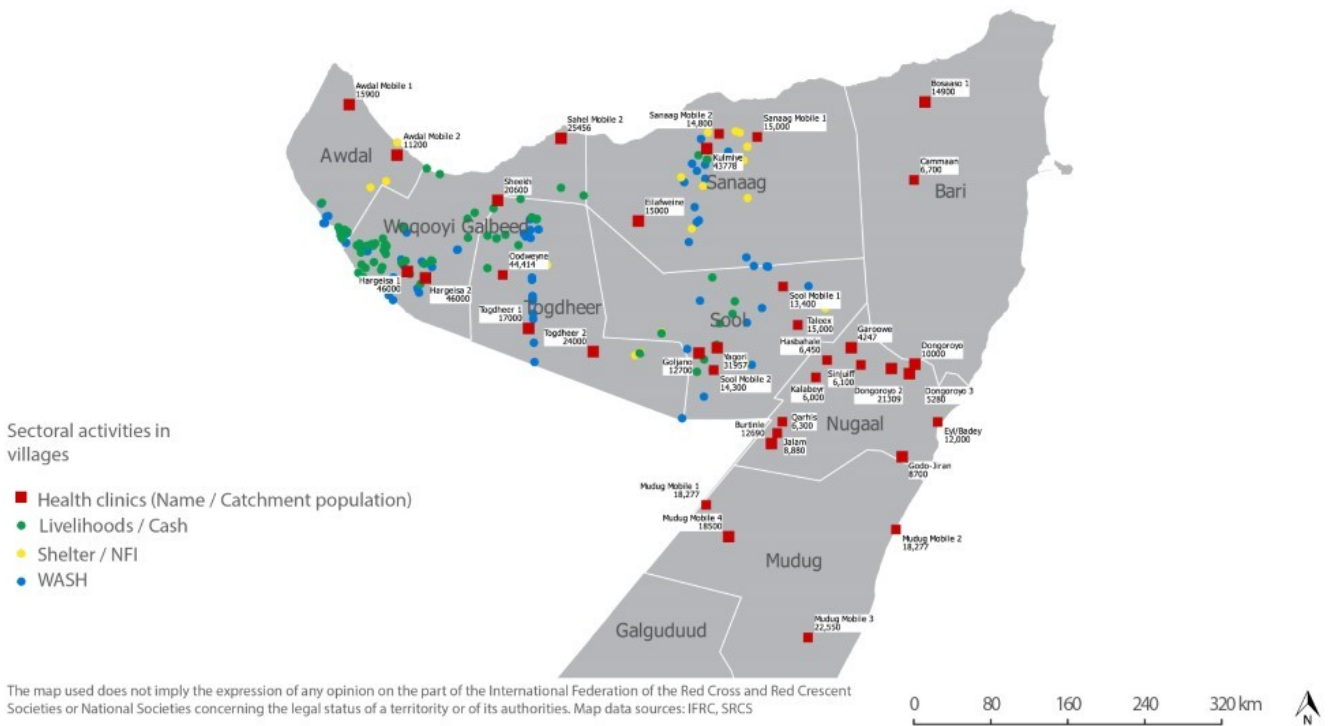 Awdal Mobile 1
15900
Awdal Mobile 2
11200
Awdal
Sahel Mobile 2
25456
Sanaag Mobile 2
14,800
Sanaag Mobile 1
15,000
Kulmiye
43778
Sanaag
Bosaaso 1
14900
Cammaan
6,700
Bari
Sheekh
20600
Woqooyi Galbeed
Ellafweine
15000
Oodweyne
44,414
Hargeisa 1
46000
Hargeisa 2
46000
Togdheer 1
17000
Togdheer
Togdheer 2
24000
Sool
Sool Mobile 1
13,400
Taleex
15,000
Hasbahale
6,450
Garoowe
4247
Dongoroyo
10000
Goljano
12700
Yagori
31957
Sool Mobile 2
14,300
Kalabeyr
6,000
Sinjuiff
6,100
Dongoroyo 2
21309
Dongoroyo 3
5280
Nugaal
Qarhis
6,300
Burtinle
12690
Jalam
8,880
Eyl/Badey
12,000
Godo-Jiran
8700
Mudug Mobile 1
18,277
Mudug Mobile 4
18500
Mudug Mobile 2
18,277
Mudug
Mudug Mobile 3
22,550
Galguduud
Sectoral activities in
villages
Health clinics (Name / Catchment population)
Livelihoods / Cash
Shelter / NFI
WASH
The map used does not imply the expression of any opinion on the part of the International Federation of the Red Cross and Red Crescent
Societies or National Societies concerning the legal status of a territory or of its authorities. Map data sources: IFRC, SRCS
0 80 160 240 320 km
N